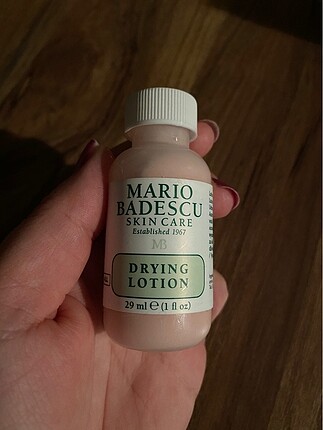 MARIO
BADESCU
SKIN CARE
Established 1967
MB
DRYING
LOTION
29 ml e (1 fl oz)